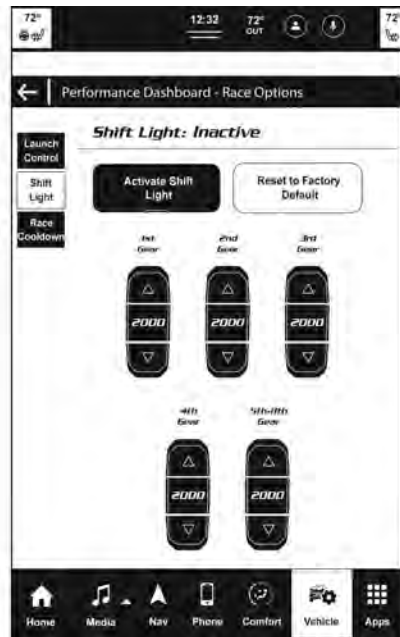 72°
12:32
72°
OUT
72°
Performance Dashboard - Race Options
Launch
Control
Shift
Light
Race
Cooldown
Shift Light: Inactive
Activate Shift
Light
Reset to Factory
Default
1st
Gear
2nd
Gear
3rd
Gear
2000
2000
2000
4th
Gear
5th-8th
Gear
2000
2000
Home
Media
Nav
Phone
Comfort
Vehicle
Apps